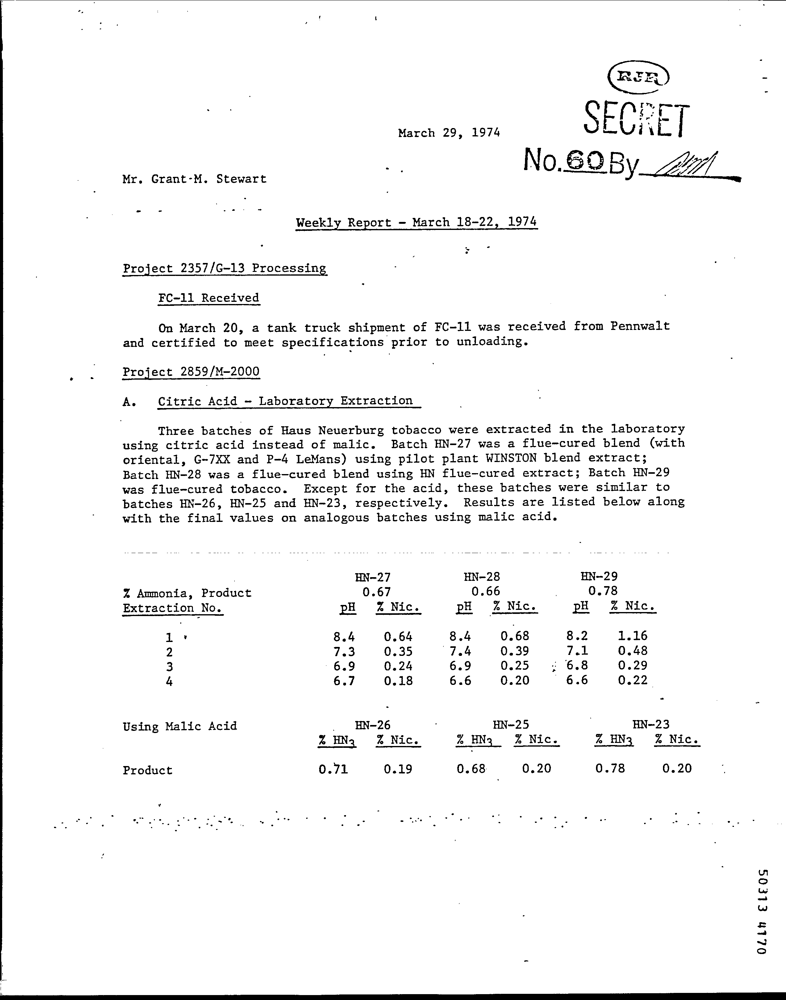 RJR
SECRET
March 29, 1974
No. 60 By
Mr. Grant M. Stewart
Weekly Report - March 18-22, 1974
Project 2357/G-13 Processing
FC-11 Received
On March 20, a tank truck shipment of FC-11 was received from Pennwalt
and certified to meet specifications prior to unloading.
Project 2859/M-2000
A. Citric Acid - Laboratory Extraction
Three batches of Haus Neuerburg tobacco were extracted in the laboratory
using citric acid instead of malic. Batch HN-27 was a flue-cured blend (with
oriental, G-7XX and P-4 LeMans) using pilot plant WINSTON blend extract;
Batch HN-28 was a flue-cured blend using HN flue-cured extract; Batch HN-29
was flue-cured tobacco. Except for the acid, these batches were similar to
batches HN-26, HN-25 and HN-23, respectively. Results are listed below along
with the final values on analogous batches using malic acid.
HN-27 HN-28 HN-29
% Ammonia, Product 0.67 0.66 0.78
Extraction No. pH % Nic. pH % Nic. pH % Nic.
1 8.4 0.64 8.4 0.68 8.2 1.16
2 7.3 0.35 7.4 0.39 7.1 0.48
3 6.9 0.24 6.9 0.25 6.8 0.29
4 6.7 0.18 6.6 0.20 6.6 0.22
Using Malic Acid HN-26 HN-25 HN-23
% HN3 % Nic. % HN3 % Nic. % HN3 % Nic.
Product 0.71 0.19 0.68 0.20 0.78 0.20
50313 4170